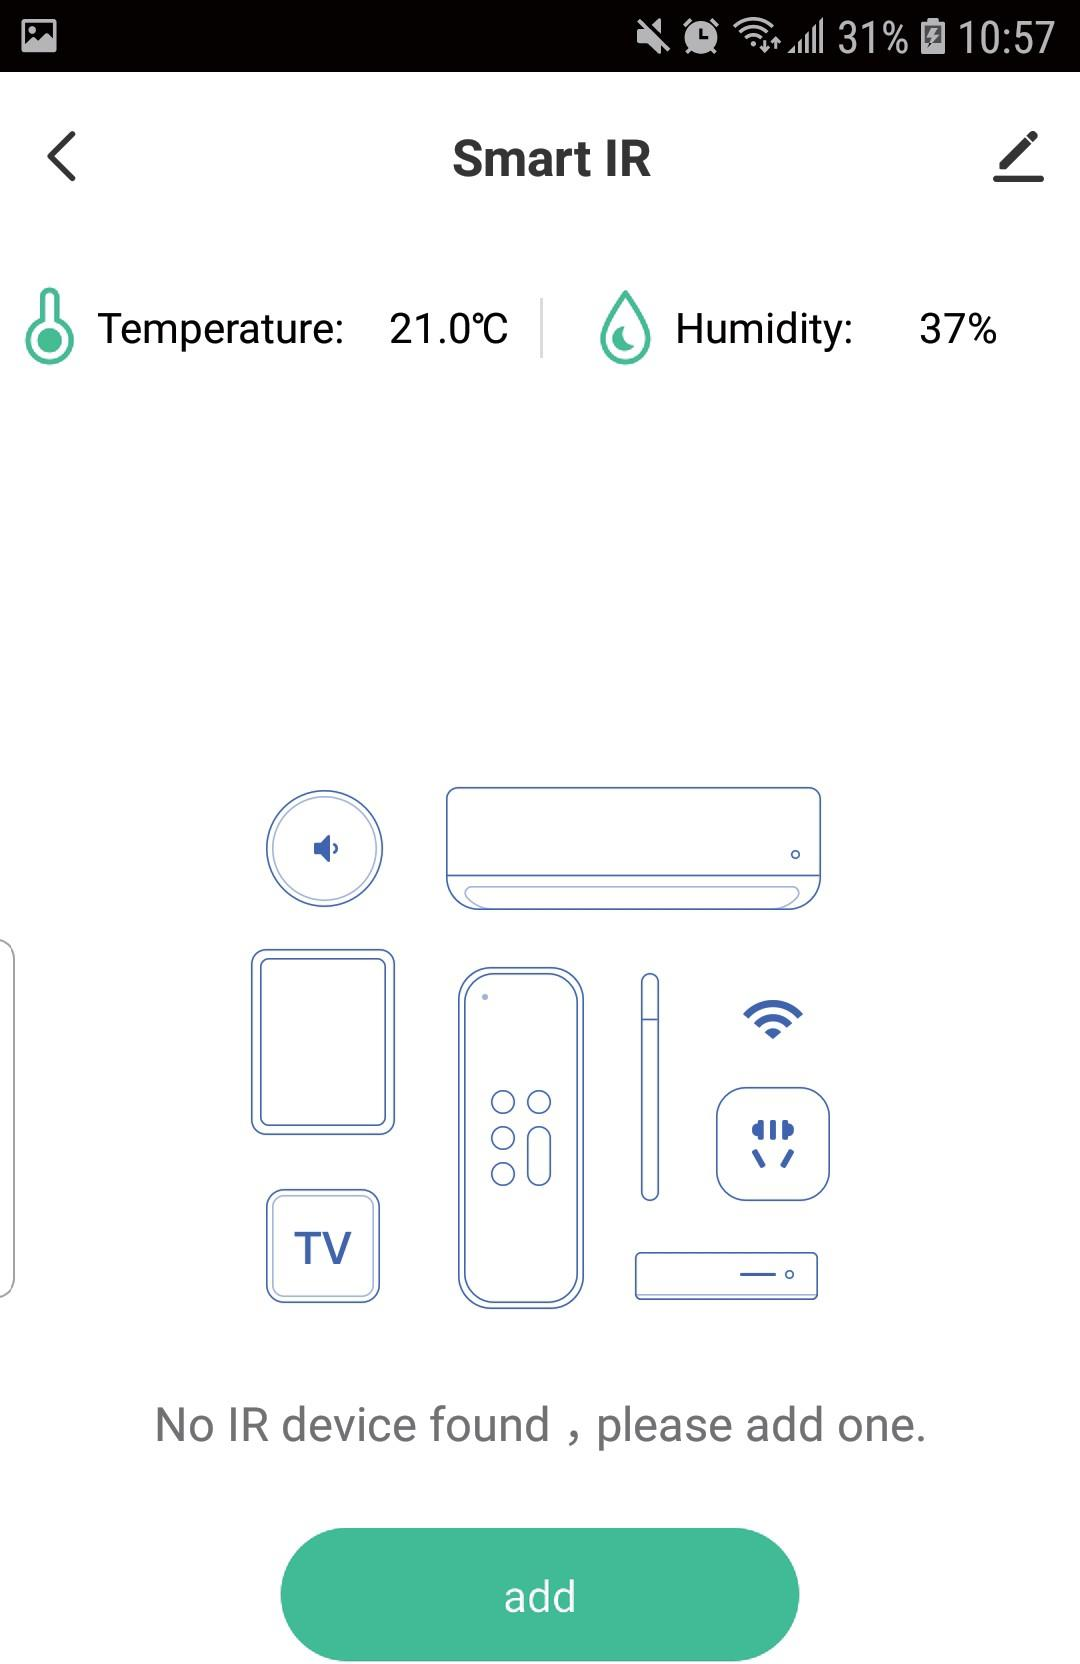 31% 10:57
Smart IR
Temperature: 21.0℃ Humidity: 37%
TV
No IR device found , please add one.
add